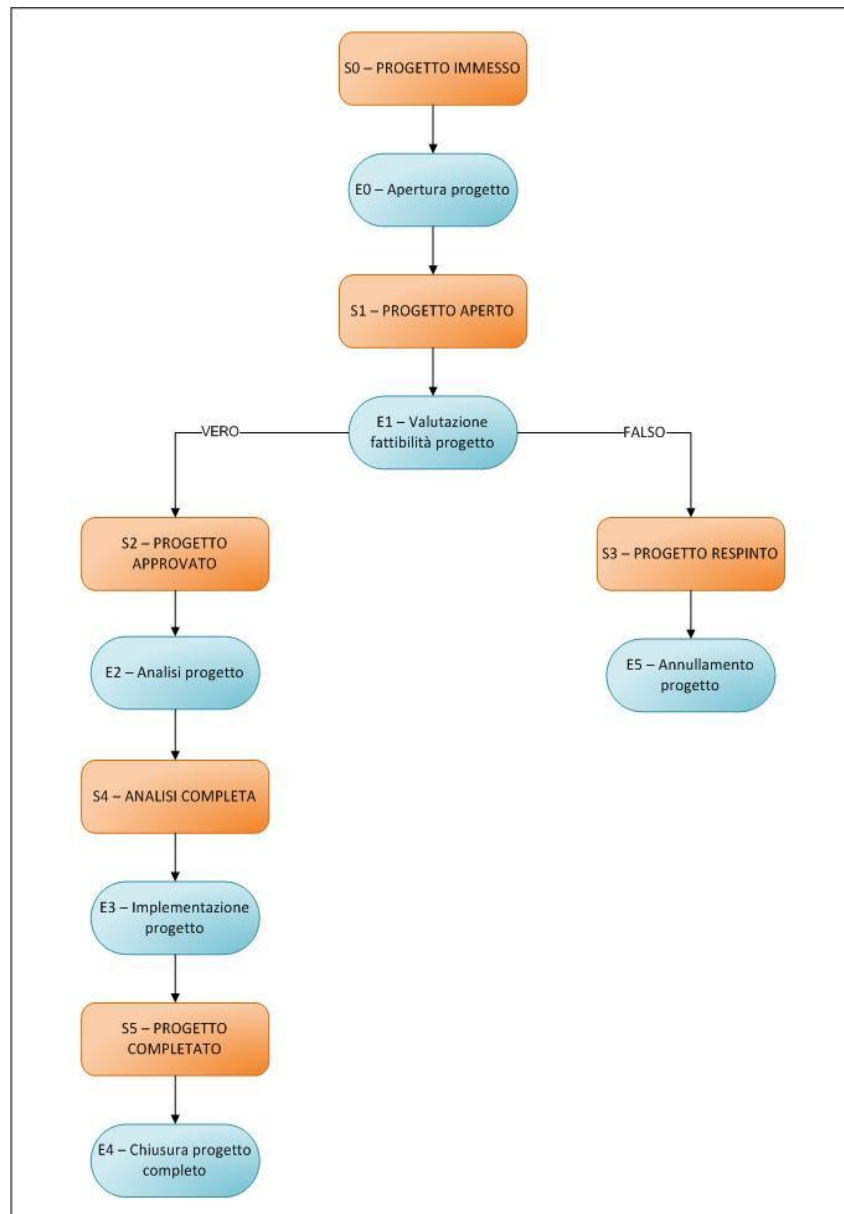 S0 – PROGETTO IMMESSO
E0 – Apertura progetto
S1 – PROGETTO APERTO
E1 – Valutazione
fattibilità progetto
VERO
FALSO
S2 – PROGETTO
APPROVATO
S3 – PROGETTO RESPINTO
E2 – Analisi progetto
E5 – Annullamento
progetto
S4 – ANALISI COMPLETA
E3 – Implementazione
progetto
S5 – PROGETTO
COMPLETATO
E4 – Chiusura progetto
completo